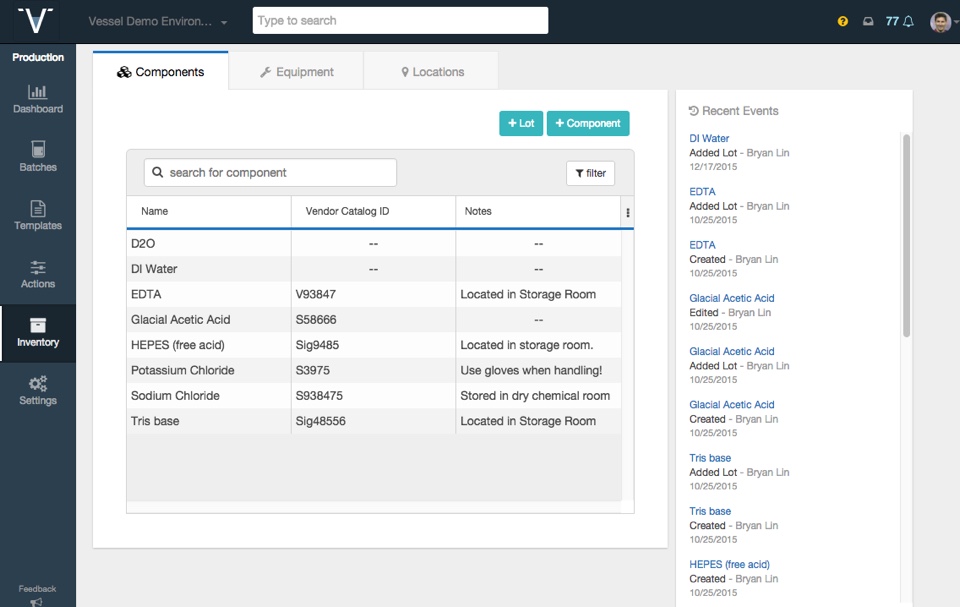 Vessel Demo Environ...
Type to search
77
Production
Dashboard
Batches
Templates
Actions
Inventory
Settings
Feedback
Components
Equipment
Locations
+ Lot
+ Component
search for component
filter
Name Vendor Catalog ID Notes
D2O -- --
DI Water -- --
EDTA V93847 Located in Storage Room
Glacial Acetic Acid S58666 --
HEPES (free acid) Sig9485 Located in storage room.
Potassium Chloride S3975 Use gloves when handling!
Sodium Chloride S938475 Stored in dry chemical room
Tris base Sig48556 Located in Storage Room
Recent Events
DI Water
Added Lot - Bryan Lin
12/17/2015
EDTA
Added Lot - Bryan Lin
10/25/2015
EDTA
Created - Bryan Lin
10/25/2015
Glacial Acetic Acid
Edited - Bryan Lin
10/25/2015
Glacial Acetic Acid
Added Lot - Bryan Lin
10/25/2015
Glacial Acetic Acid
Created - Bryan Lin
10/25/2015
Tris base
Added Lot - Bryan Lin
10/25/2015
Tris base
Created - Bryan Lin
10/25/2015
HEPES (free acid)
Created - Bryan Lin
10/25/2015